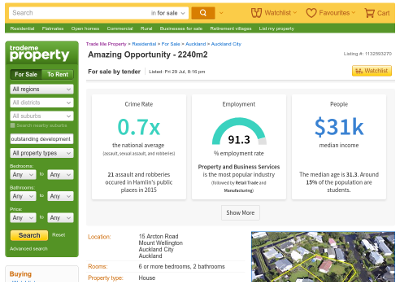 Search
in for sale
Watchlist
Favourites
Cart
Residential
Flatmates
Open homes
Commercial
Rural
Businesses for sale
Retirement villages
List my property
trademe
property
For Sale
To Rent
All regions
All districts
All suburbs
Search nearby suburbs
outstanding development
All property types
Bedrooms:
Any to Any
Bathrooms:
Any to Any
Price:
Any to Any
Search Reset
Advanced search
Buying
Trade Me Property > Residential > For Sale > Auckland > Auckland City
Amazing Opportunity - 2240m2
For sale by tender
Listed: Fri 25 Jul, 5:10 pm
Watchlist
Crime Rate
0.7x
the national average
(assault, sexual assault, and robberies)
21 assault and robberies
occured in Hamlin's public
places in 2015
Employment
91.3
% employment rate
Property and Business Services
is the most popular industry
(followed by Retail Trade and
Manufacturing)
People
$31k
median income
The median age is 31.3. Around
15% of the population are
students.
Show More
Location:
15 Arcton Road
Mount Wellington
Auckland City
Auckland
Rooms:
6 or more bedrooms, 2 bathrooms
Property type:
House